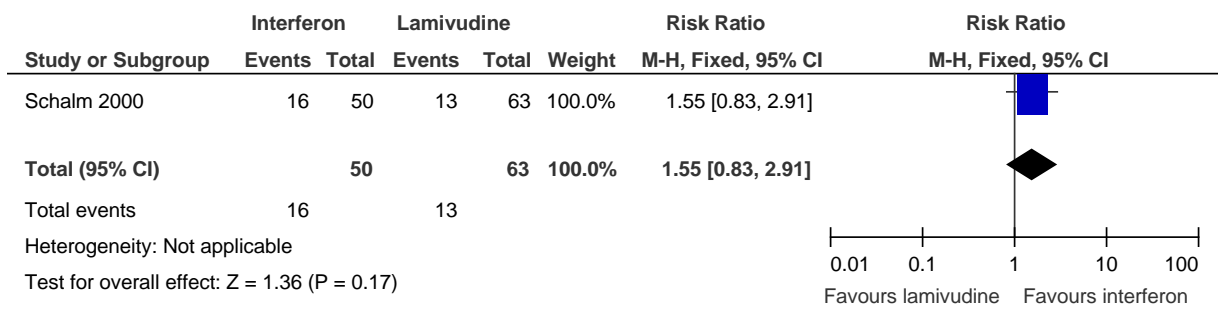 Interferon Lamivudine Risk Ratio Risk Ratio
Study or Subgroup Events Total Events Total Weight M-H, Fixed, 95% CI M-H, Fixed, 95% CI
Schalm 2000 16 50 13 63 100.0% 1.55 [0.83, 2.91]
Total (95% CI) 50 63 100.0% 1.55 [0.83, 2.91]
Total events 16 13
Heterogeneity: Not applicable
Test for overall effect: Z = 1.36 (P = 0.17)
0.01 0.1 1 10 100
Favours lamivudine Favours interferon